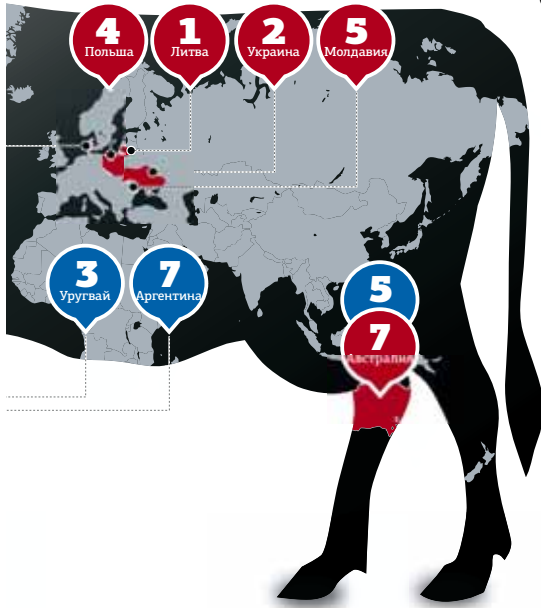 4
Польша
1
Литва
2
Украина
5
Молдавия
3
Уругвай
7
Аргентина
5
7
Австралия